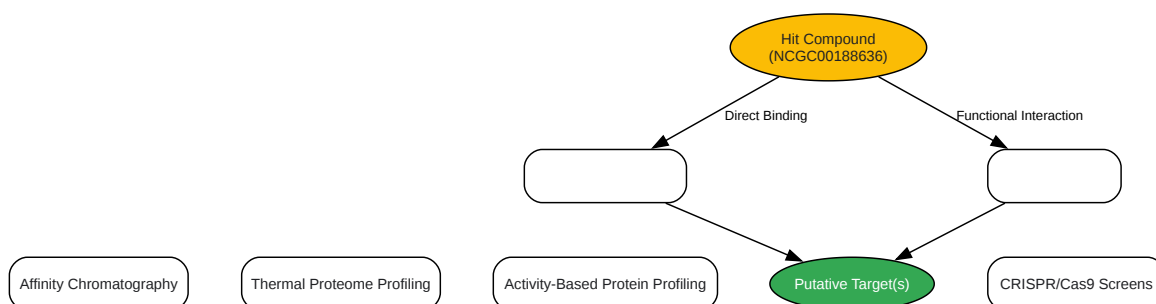 Hit Compound
(NCGC00188636)
Direct Binding
Functional Interaction
Affinity Chromatography
Thermal Proteome Profiling
Activity-Based Protein Profiling
Putative Target(s)
CRISPR/Cas9 Screens